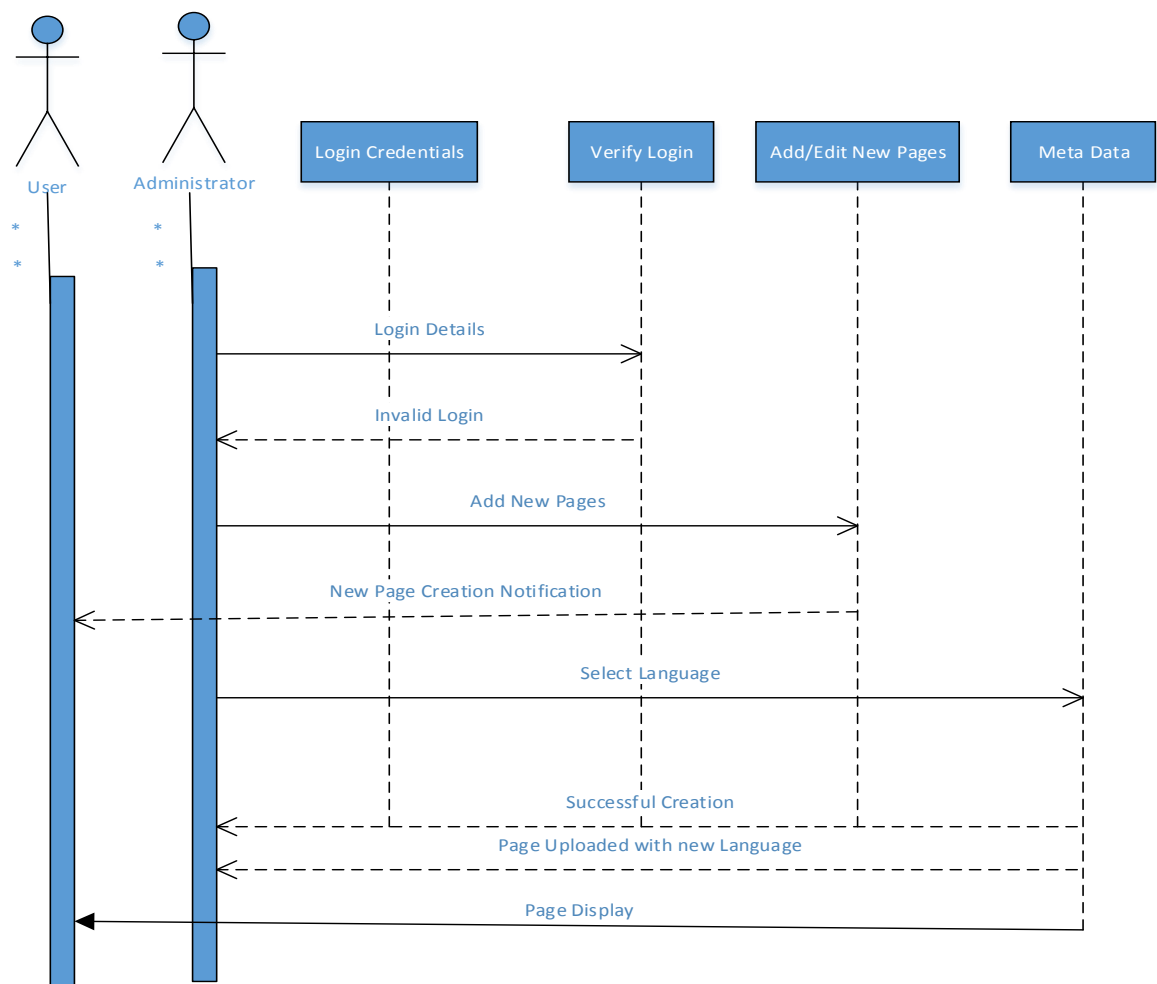 User
Administrator
Login Credentials
Verify Login
Add/Edit New Pages
Meta Data
* *
* *
Login Details
Invalid Login
Add New Pages
New Page Creation Notification
Select Language
Successful Creation
Page Uploaded with new Language
Page Display